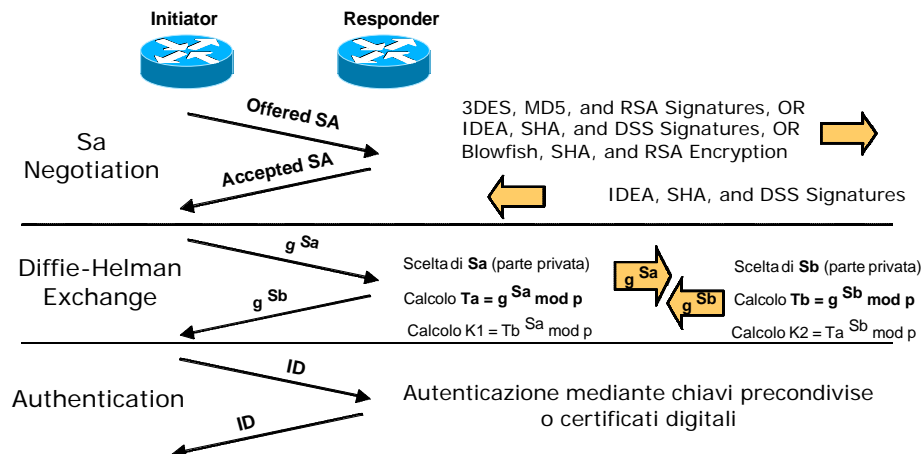 Initiator
Responder
Offered SA
Accepted SA
Sa
Negotiation
3DES, MD5, and RSA Signatures, OR
IDEA, SHA, and DSS Signatures, OR
Blowfish, SHA, and RSA Encryption
IDEA, SHA, and DSS Signatures
Diffie-Helman
Exchange
g Sa
g Sb
Scelta di Sa (parte privata)
Calcolo Ta = g Sa mod p
Calcolo K1 = Tb Sa mod p
g Sa
g Sb
Scelta di Sb (parte privata)
Calcolo Tb = g Sb mod p
Calcolo K2 = Ta Sb mod p
Authentication
ID
ID
Autenticazione mediante chiavi precondivise
o certificati digitali